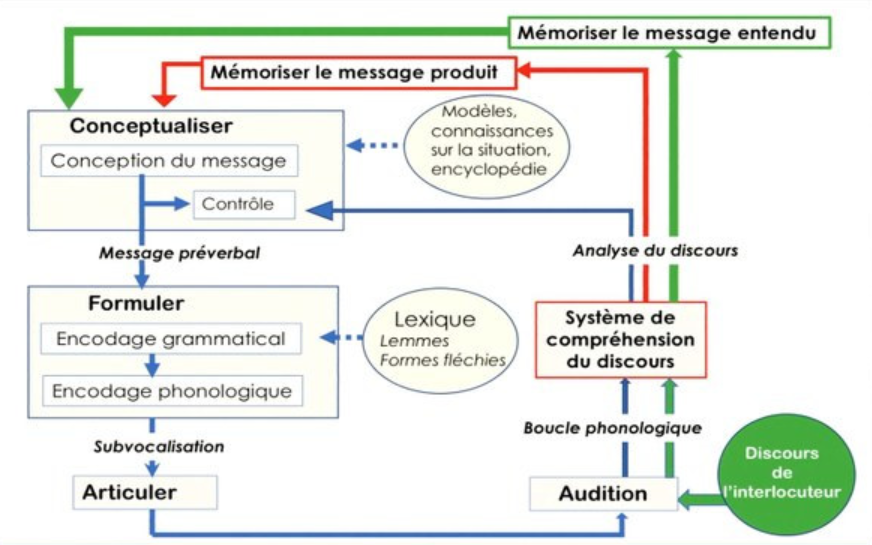 Mémoriser le message entendu
Mémoriser le message produit
Conceptualiser
Conception du message
Contrôle
Modèles,
connaissances
sur la situation,
encyclopédie
Message préverbal
Analyse du discours
Formuler
Encodage grammatical
Encodage phonologique
Lexique
Lemmes
Formes fléchies
Système de
compréhension
du discours
Subvocalisation
Boucle phonologique
Articuler
Audition
Discours
de
l'interlocuteur